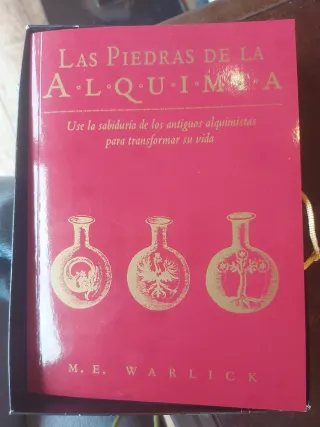 LAS PIEDRAS DE LA
A·L·Q·U·I·M·I·A
Use la sabiduría de los antiguos alquimistas
para transformar su vida
M. E. WARLICK